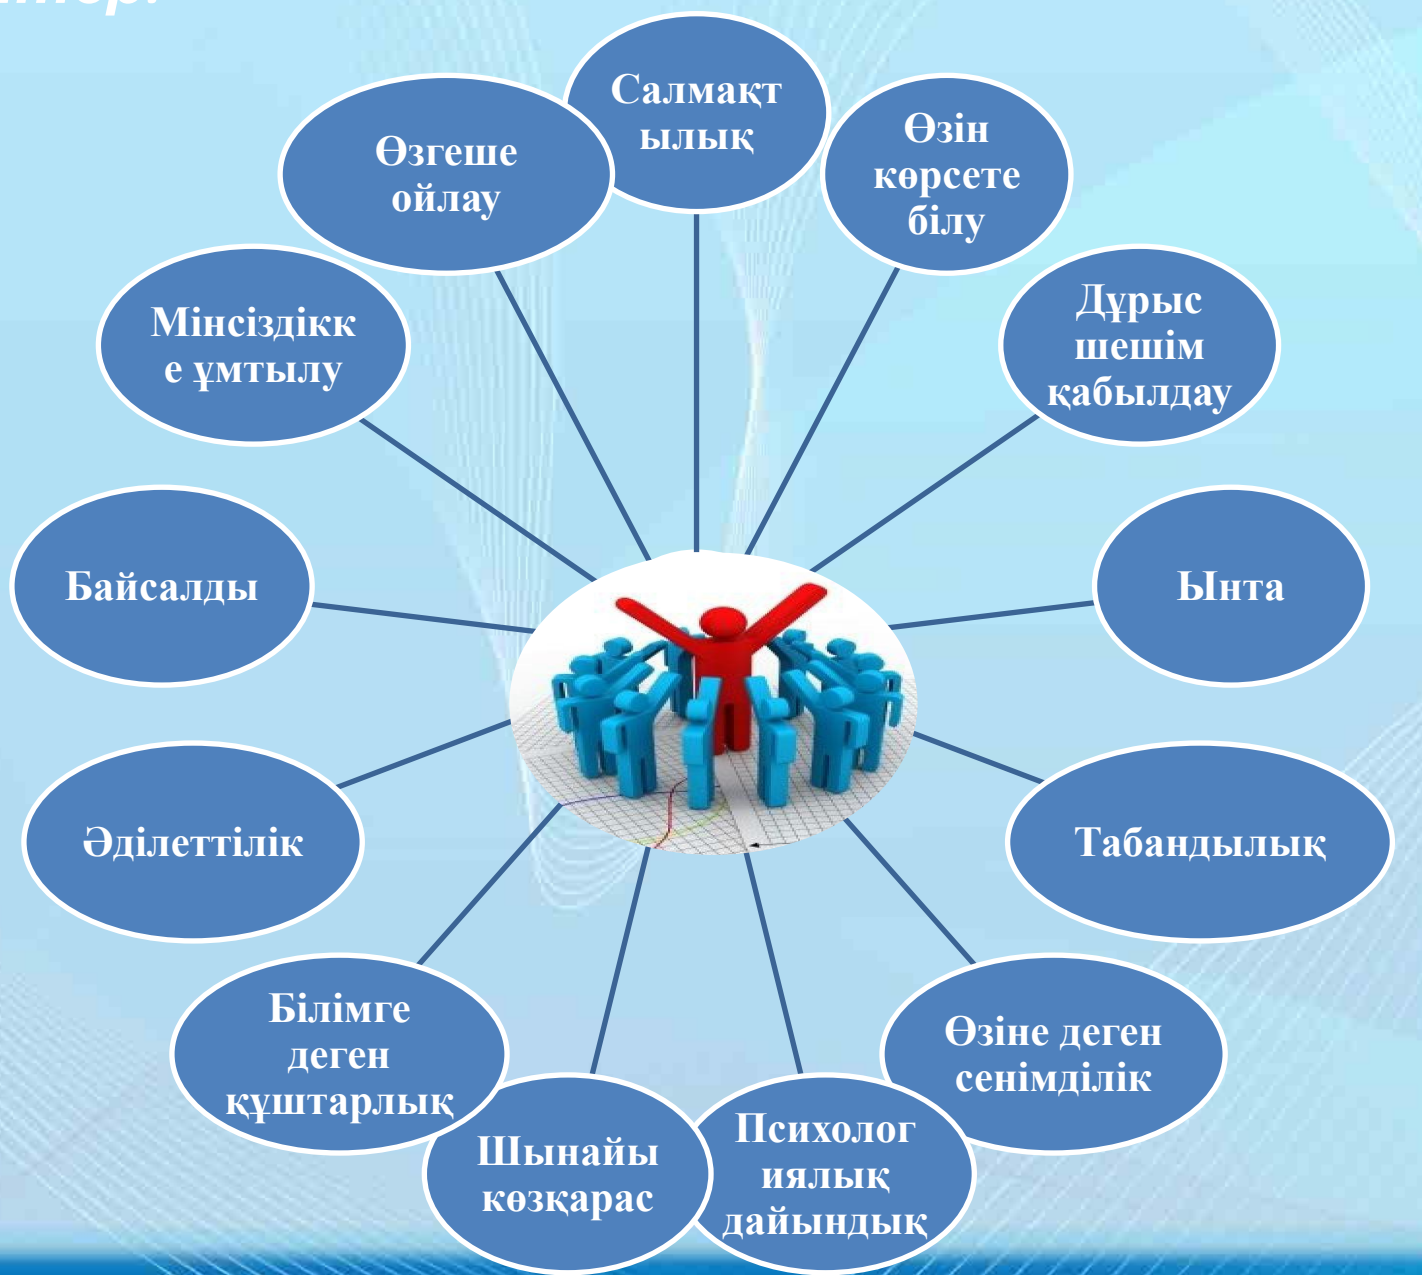 Салмақт
ылық
Өзін
көрсете
білу
Дұрыс
шешім
қабылдау
Ынта
Табандылық
Өзіне деген
сенімділік
Психолог
иялық
дайындық
Шынайы
көзқарас
Білімге
деген
құштарлық
Әділеттілік
Байсалды
Мінсіздікк
е ұмтылу
Өзгеше
ойлау